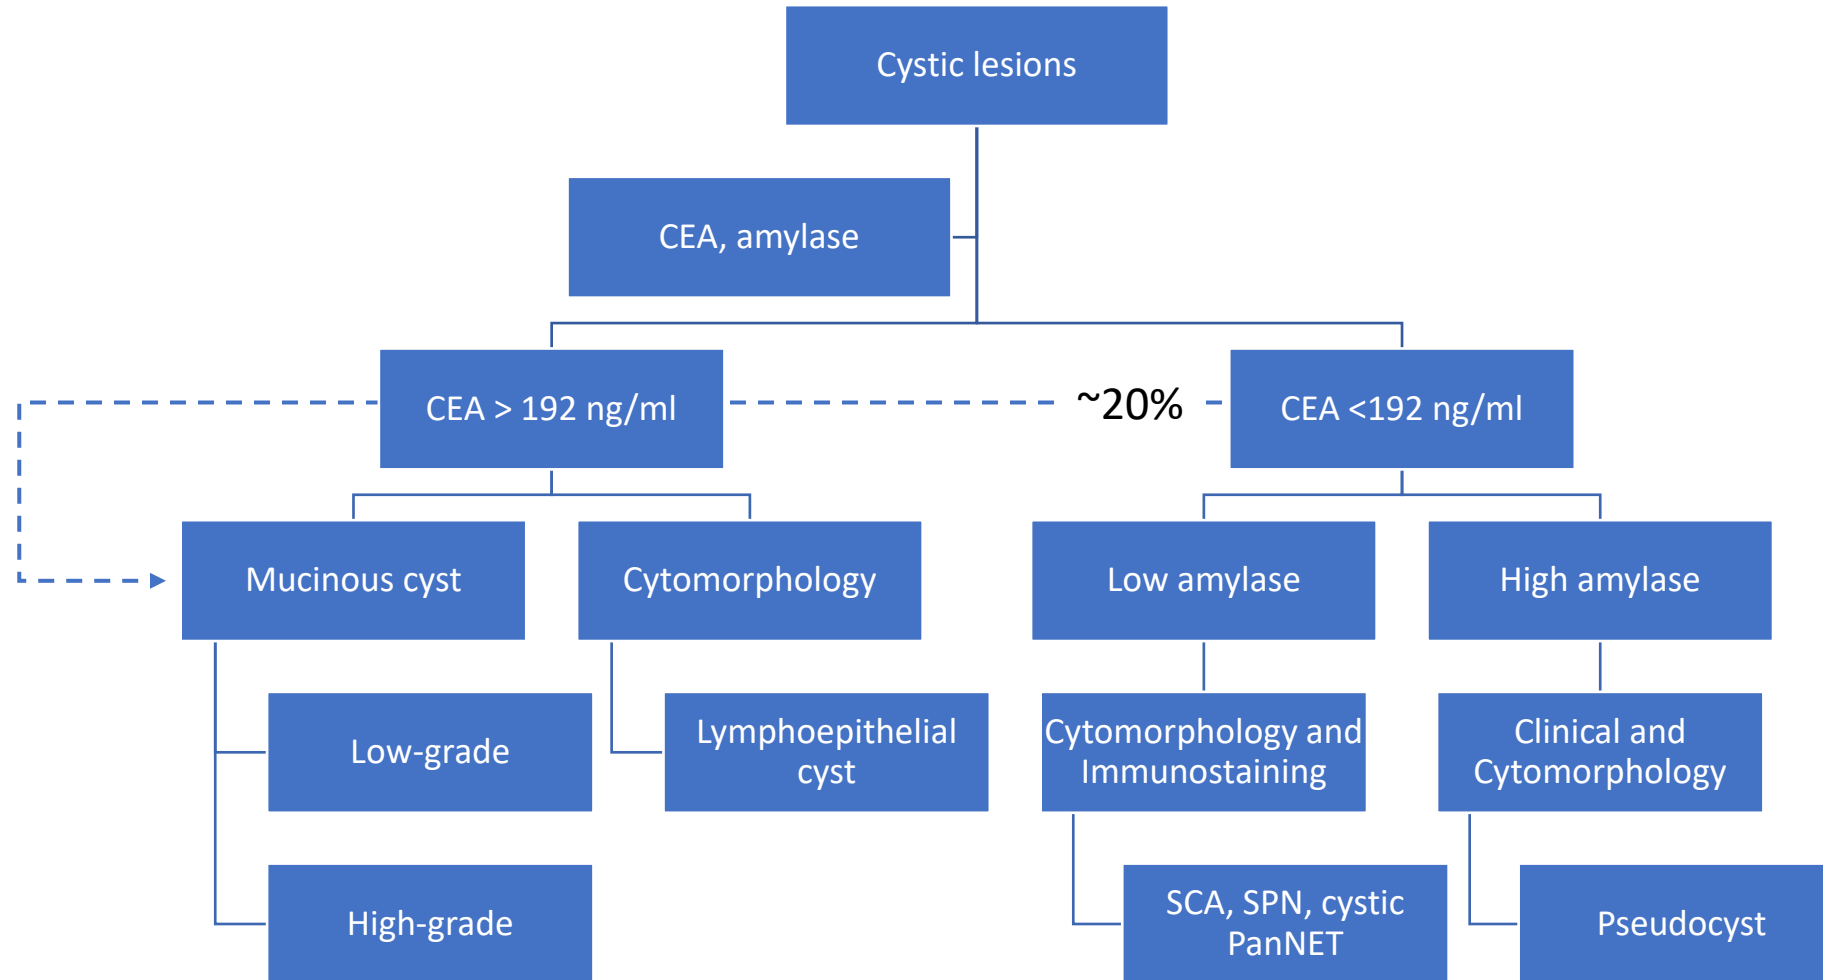 Cystic lesions
CEA, amylase
CEA > 192 ng/ml
~20%
CEA <192 ng/ml
Mucinous cyst
Cytomorphology
Low amylase
High amylase
Low-grade
Lymphoepithelial
cyst
Cytomorphology and
Immunostaining
Clinical and
Cytomorphology
High-grade
SCA, SPN, cystic
PanNET
Pseudocyst